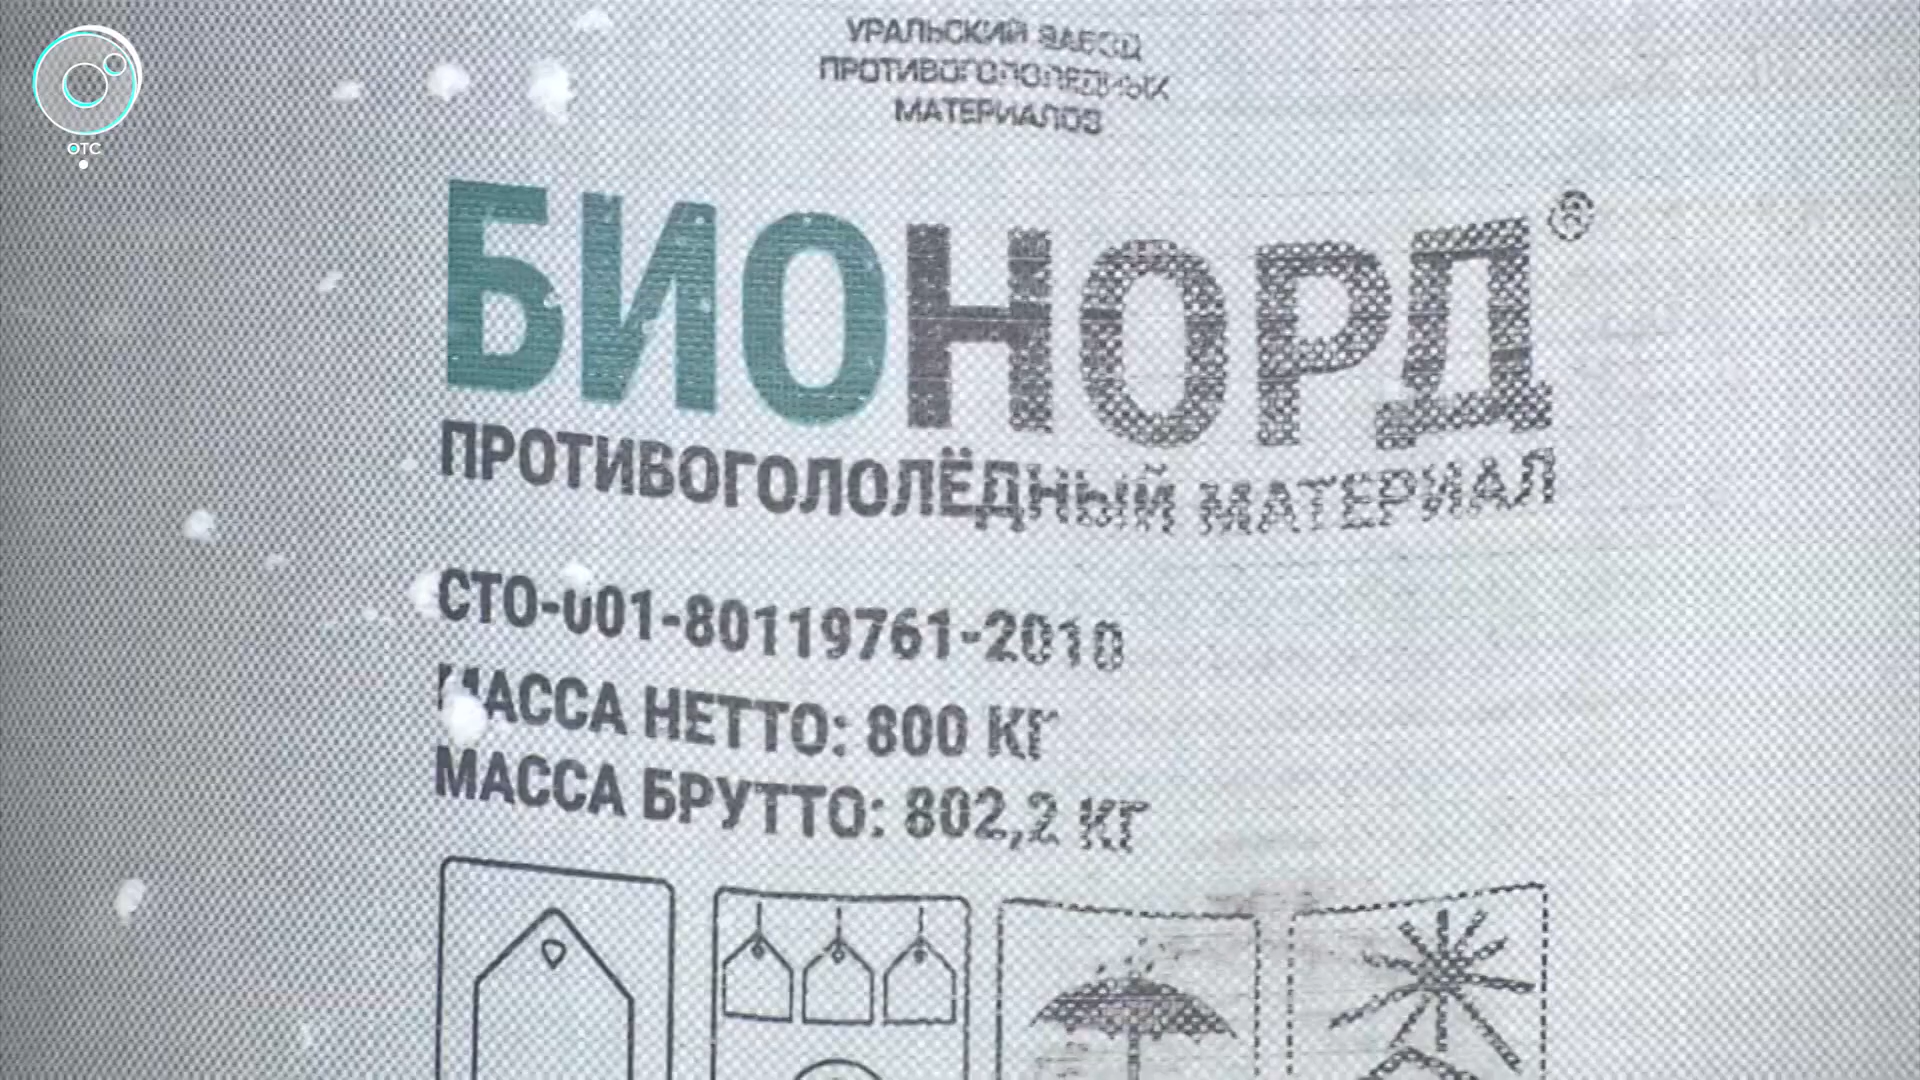 ОТС
УРАЛЬСКИЙ ЗАВОД
ПРОТИВОГОЛОЛЕДНЫХ
МАТЕРИАЛОВ
БИОНОРД®
ПРОТИВОГОЛОЛЁДНЫЙ МАТЕРИАЛ
СТО-001-80119761-2010
МАССА НЕТТО: 800 КГ
МАССА БРУТТО: 802,2 КГ